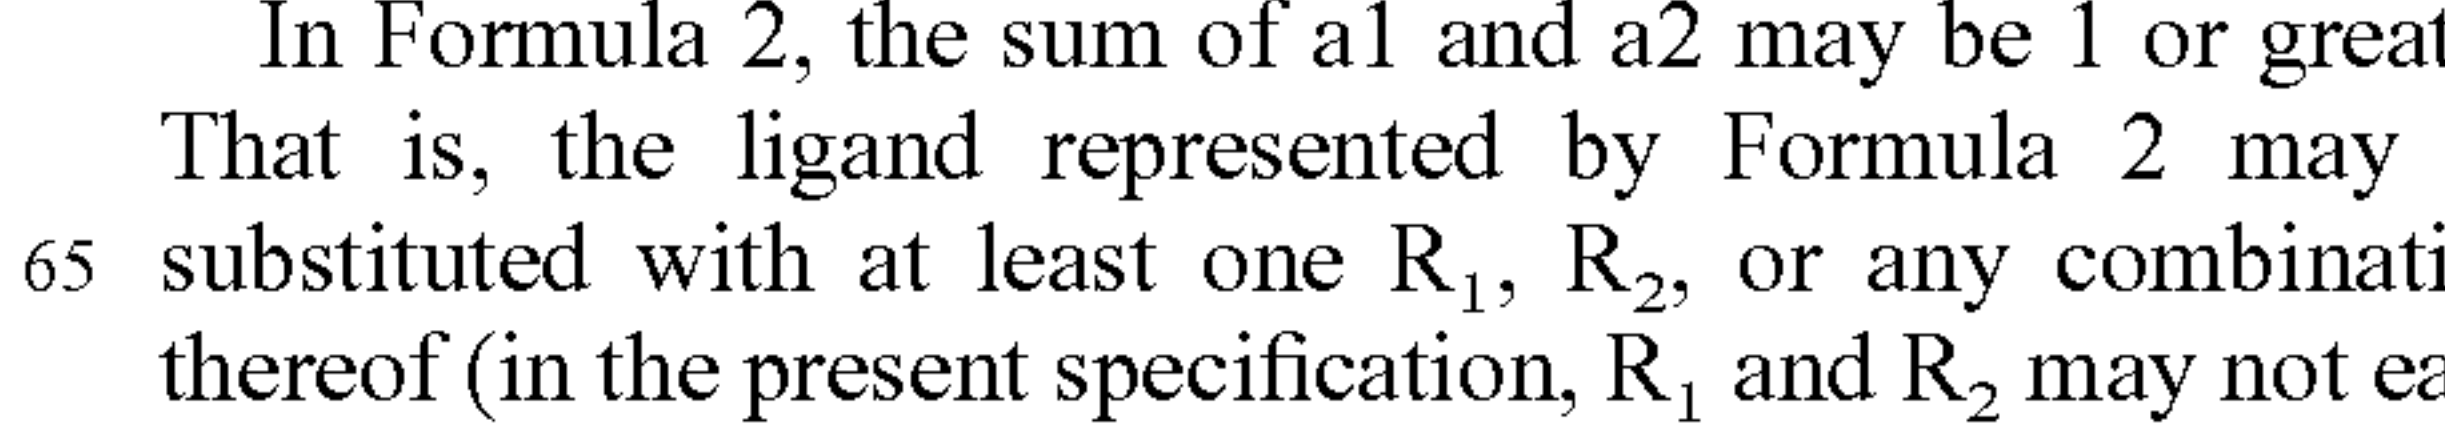 In Formula 2, the sum of a1 and a2 may be 1 or great
That is, the ligand represented by Formula 2 may
65 substituted with at least one R₁, R₂, or any combinati
thereof (in the present specification, R₁ and R₂ may not ea